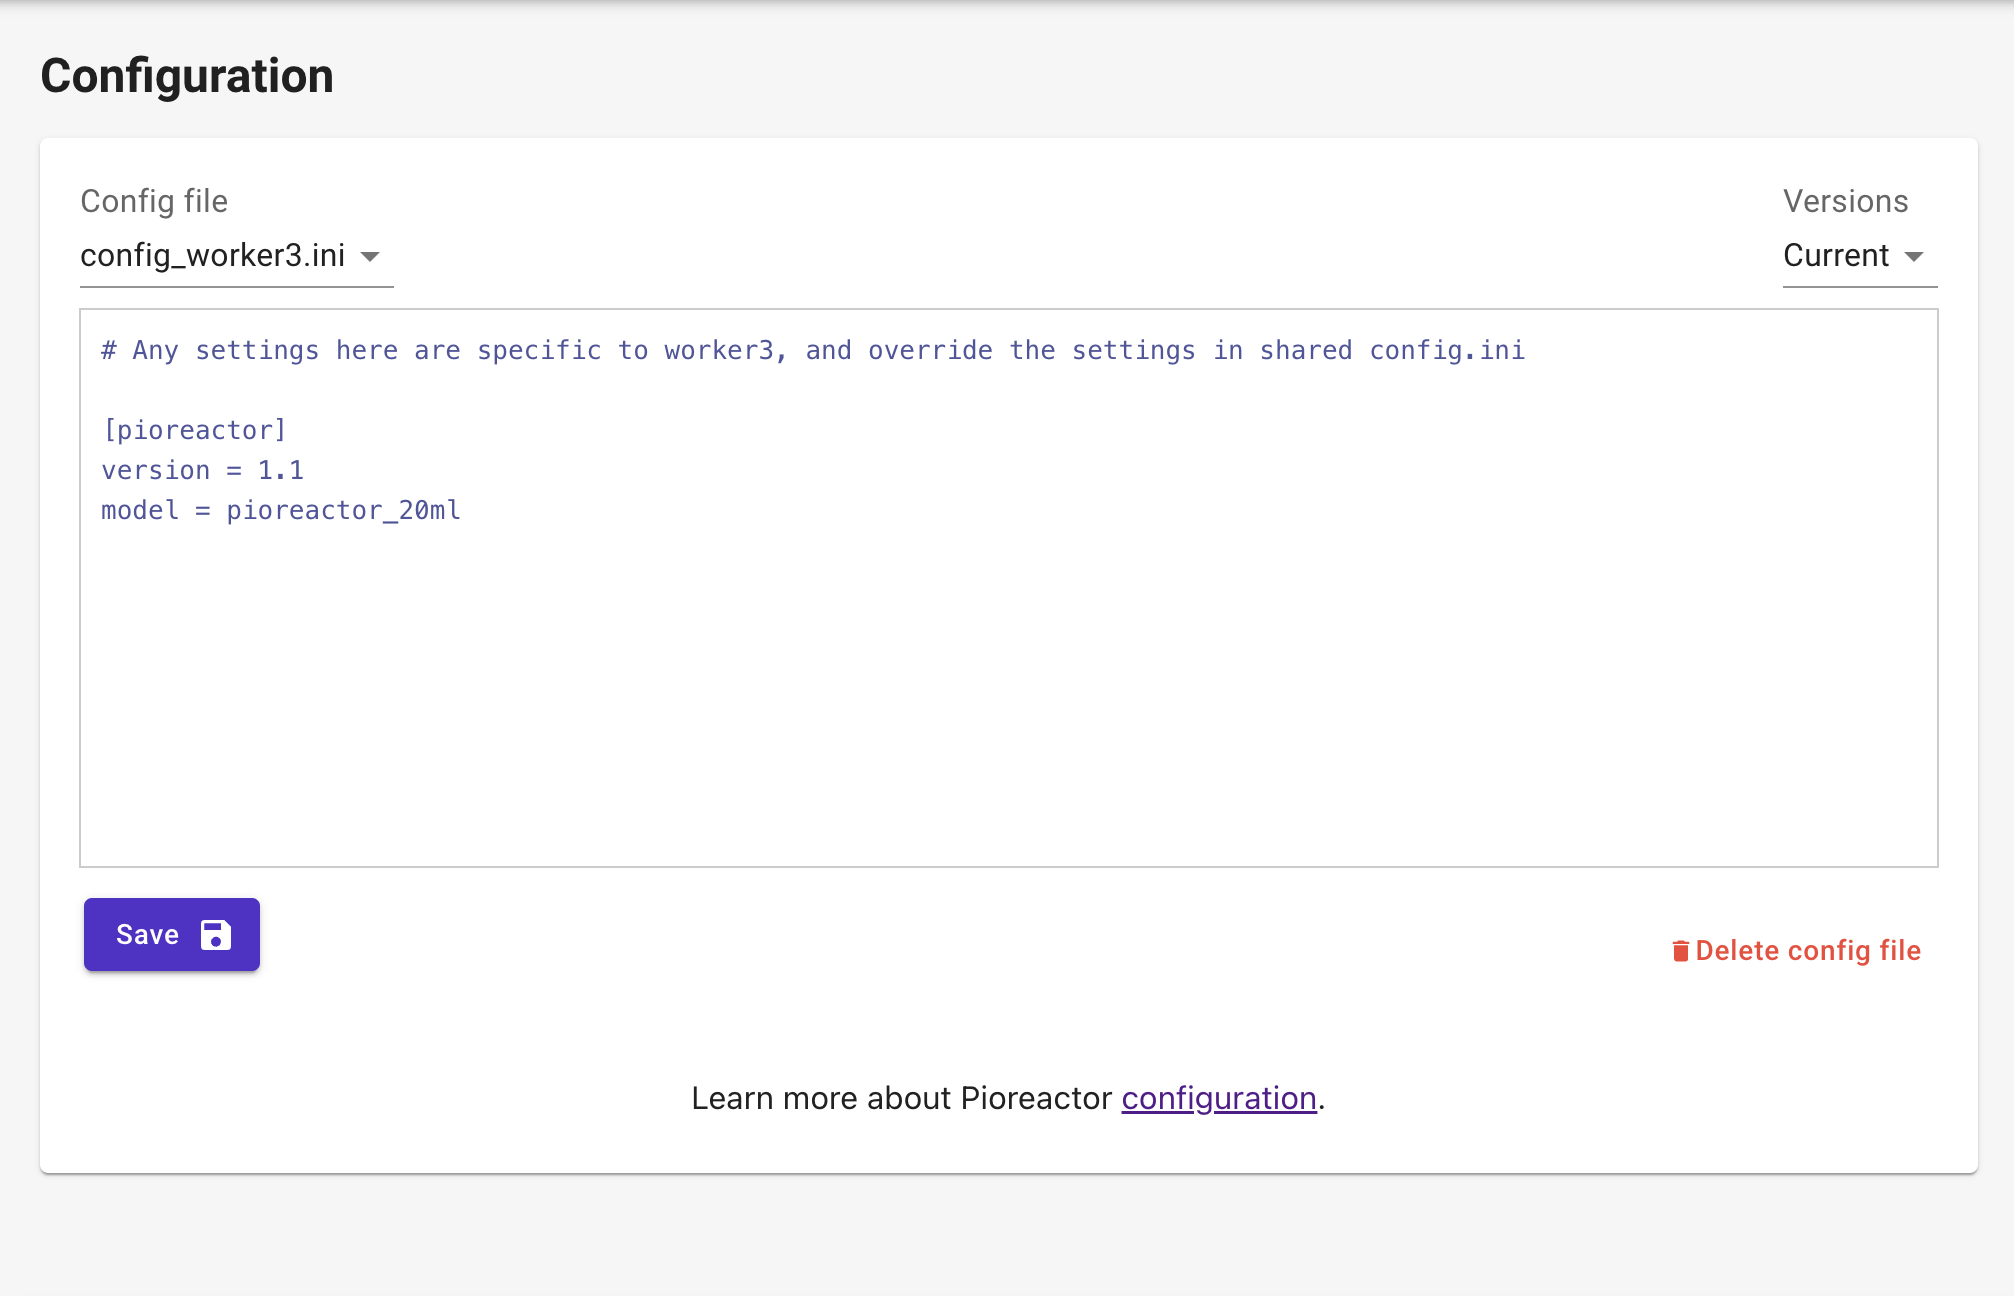 Configuration
Config file
Versions
config_worker3.ini
Current
# Any settings here are specific to worker3, and override the settings in shared config.ini
[pioreactor]
version = 1.1
model = pioreactor_20ml
Save
Delete config file
Learn more about Pioreactor configuration.